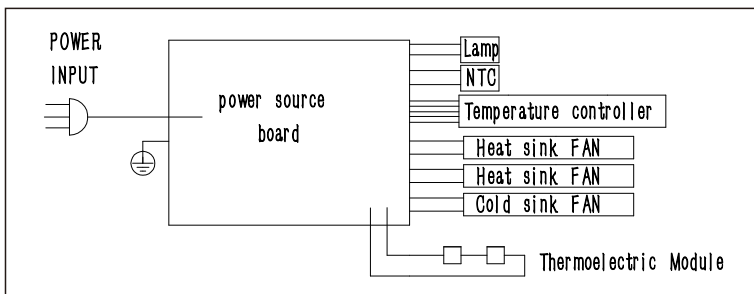 POWER
INPUT
power source
board
Lamp
NTC
Temperature controller
Heat sink FAN
Heat sink FAN
Cold sink FAN
Thermoelectric Module